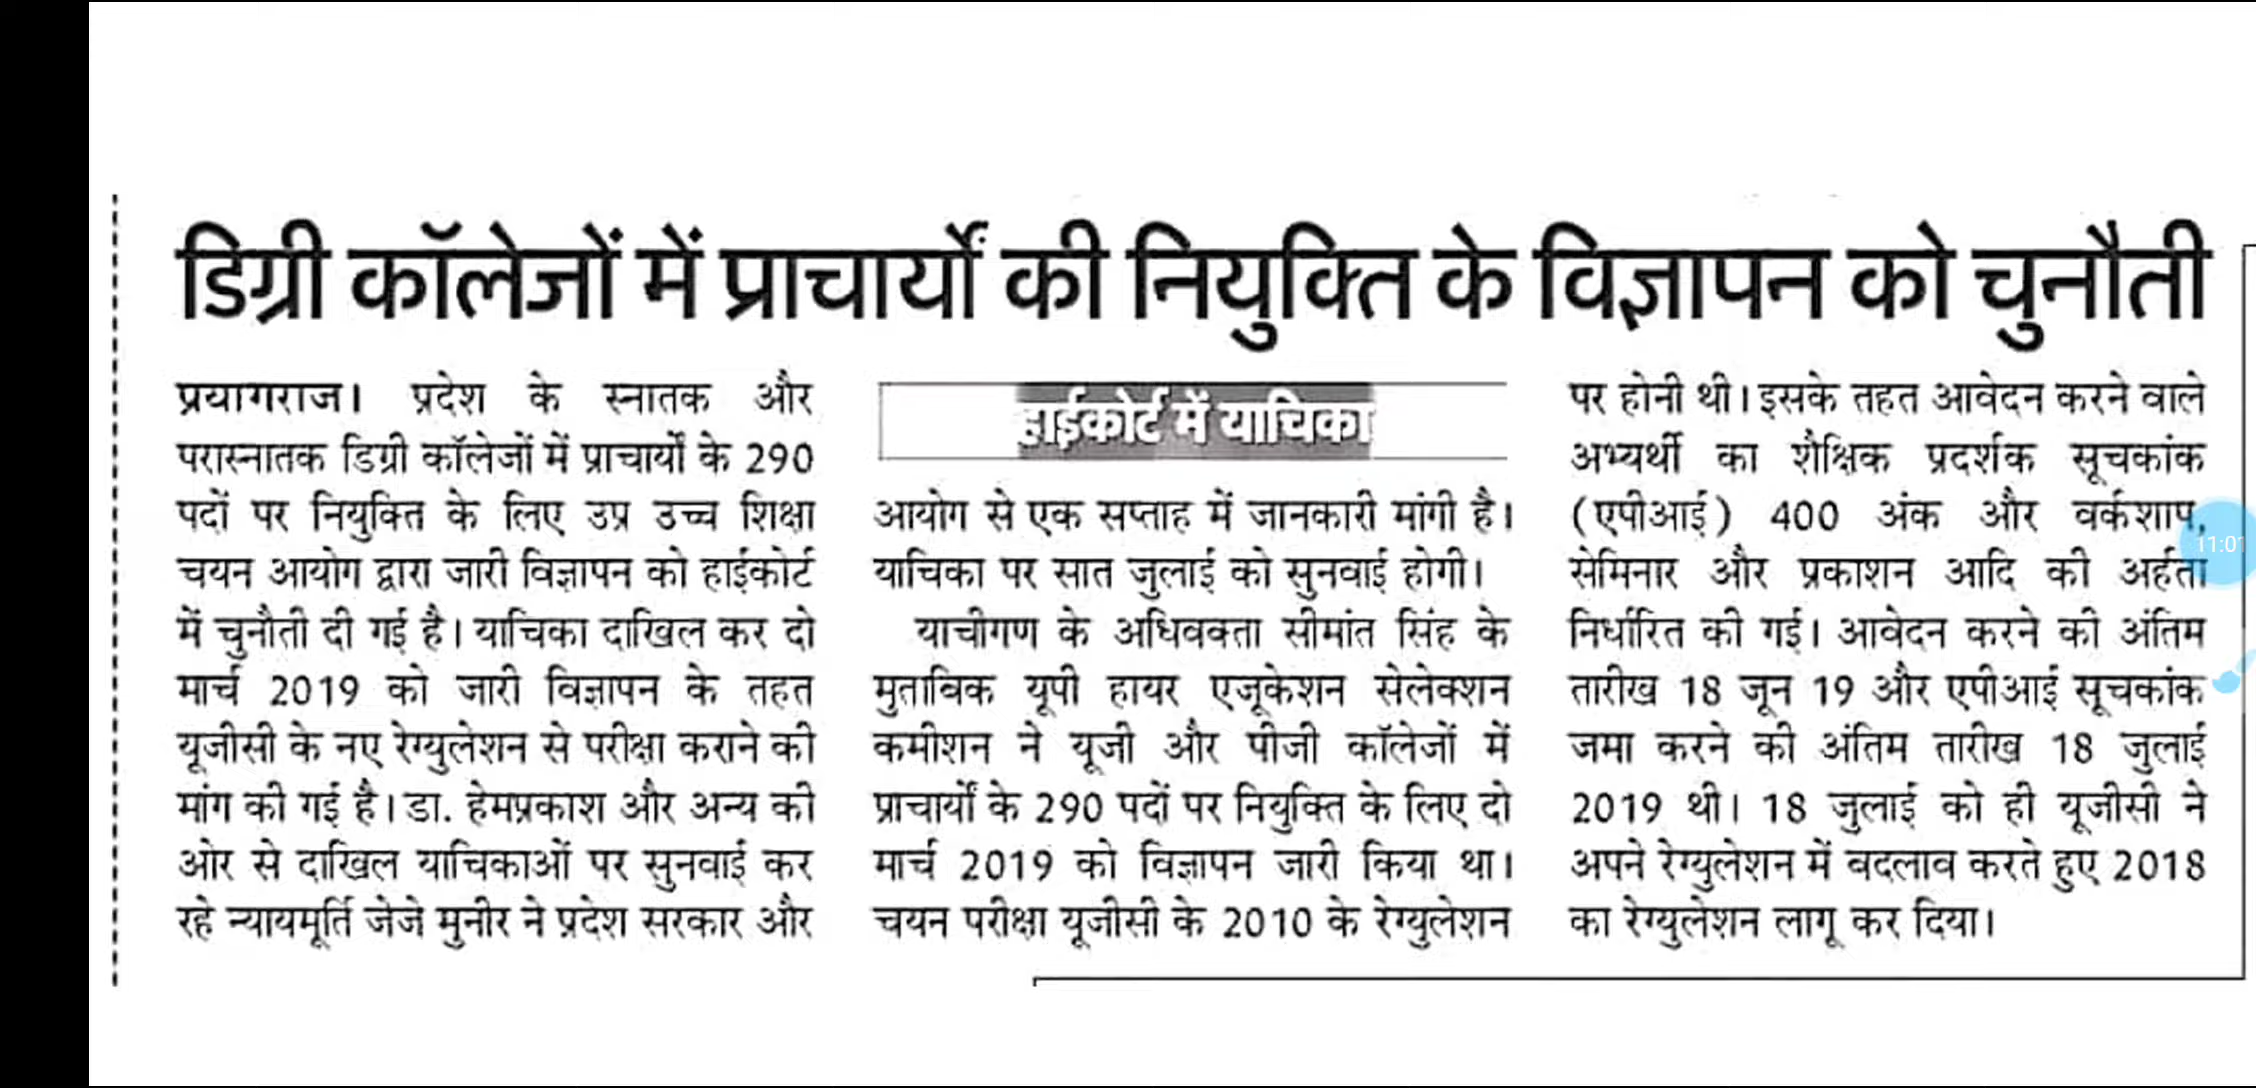 डिग्री कॉलेजों में प्राचार्यों की नियुक्ति के विज्ञापन को चुनौती
प्रयागराज। प्रदेश के स्नातक और
परास्नातक डिग्री कॉलेजों में प्राचार्यों के 290
पदों पर नियुक्ति के लिए उप्र उच्च शिक्षा
चयन आयोग द्वारा जारी विज्ञापन को हाईकोर्ट
में चुनौती दी गई है। याचिका दाखिल कर दो
मार्च 2019 को जारी विज्ञापन के तहत
यूजीसी के नए रेग्युलेशन से परीक्षा कराने की
मांग की गई है। डा. हेमप्रकाश और अन्य की
ओर से दाखिल याचिकाओं पर सुनवाई कर
रहे न्यायमूर्ति जेजे मुनीर ने प्रदेश सरकार और
हाईकोर्ट में याचिका
आयोग से एक सप्ताह में जानकारी मांगी है।
याचिका पर सात जुलाई को सुनवाई होगी।
याचीगण के अधिवक्ता सीमांत सिंह के
मुताबिक यूपी हायर एजूकेशन सेलेक्शन
कमीशन ने यूजी और पीजी कॉलेजों में
प्राचार्यों के 290 पदों पर नियुक्ति के लिए दो
मार्च 2019 को विज्ञापन जारी किया था।
चयन परीक्षा यूजीसी के 2010 के रेग्युलेशन
पर होनी थी। इसके तहत आवेदन करने वाले
अभ्यर्थी का शैक्षिक प्रदर्शक सूचकांक
(एपीआई) 400 अंक और वर्कशाप,
सेमिनार और प्रकाशन आदि की अर्हता
निर्धारित की गई। आवेदन करने की अंतिम
तारीख 18 जून 19 और एपीआई सूचकांक
जमा करने की अंतिम तारीख 18 जुलाई
2019 थी। 18 जुलाई को ही यूजीसी ने
अपने रेग्युलेशन में बदलाव करते हुए 2018
का रेग्युलेशन लागू कर दिया।
11:01